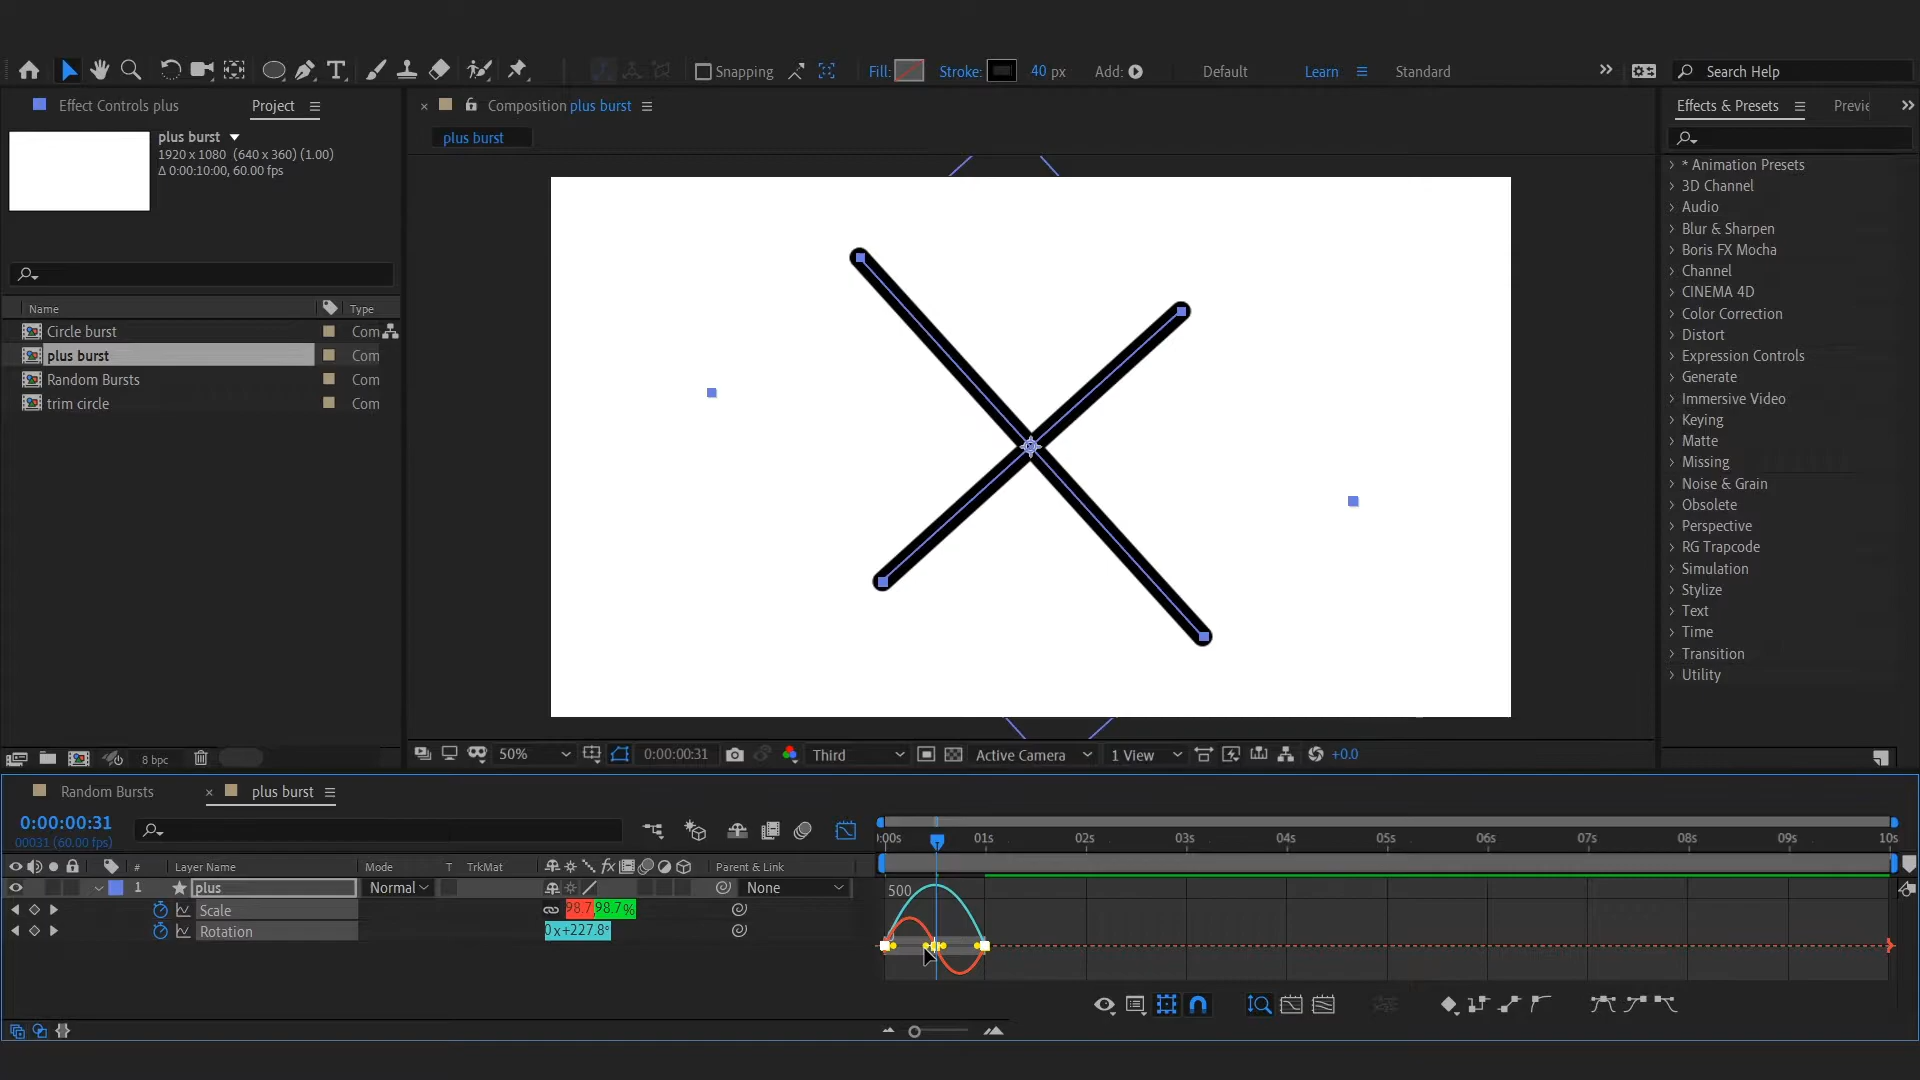 Snapping Fill: Stroke: 40 px Add: Default Learn Standard Search Help
Effect Controls plus Project Composition plus burst Effects & Presets
plus burst
1920 x 1080 (640 x 360) (1.00)
Δ 0:00:10:00, 60.00 fps
plus burst
Name Type
Circle burst Com
plus burst Com
Random Bursts Com
trim circle Com
* Animation Presets
3D Channel
Audio
Blur & Sharpen
Boris FX Mocha
Channel
CINEMA 4D
Color Correction
Distort
Expression Controls
Generate
Immersive Video
Keying
Matte
Missing
Noise & Grain
Obsolete
Perspective
RG Trapcode
Simulation
Stylize
Text
Time
Transition
Utility
8 bpc 50% 0:00:00:31 Third Active Camera 1 View +0.0
Random Bursts plus burst
0:00:00:31
00031 (60.00 fps)
:00s 01s 02s 03s 04s 05s 06s 07s 08s 09s 10s
# Layer Name Mode T TrkMat fx Parent & Link
1 plus Normal None
500
Scale 98.7,98.7%
Rotation 0x+227.8°